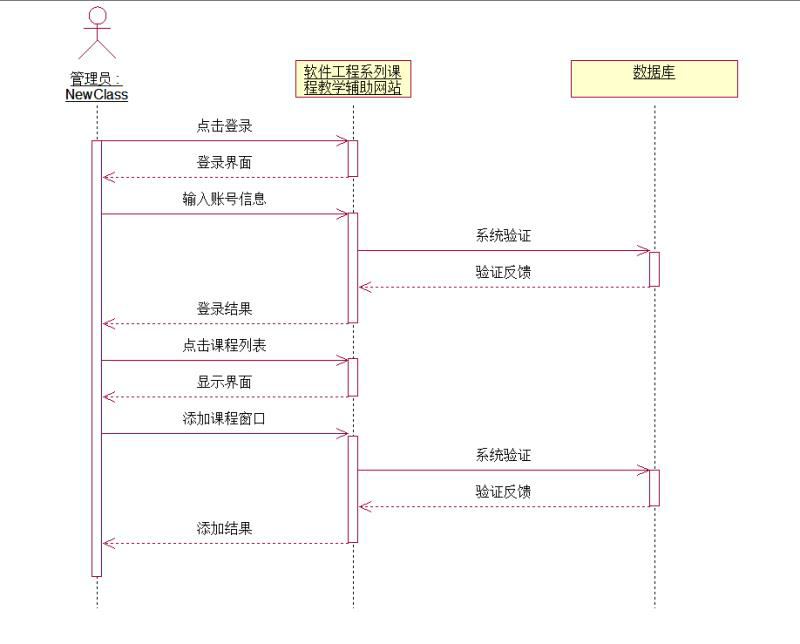 管理员：
NewClass
软件工程系列课
程教学辅助网站
数据库
点击登录
登录界面
输入账号信息
系统验证
验证反馈
登录结果
点击课程列表
显示界面
添加课程窗口
系统验证
验证反馈
添加结果